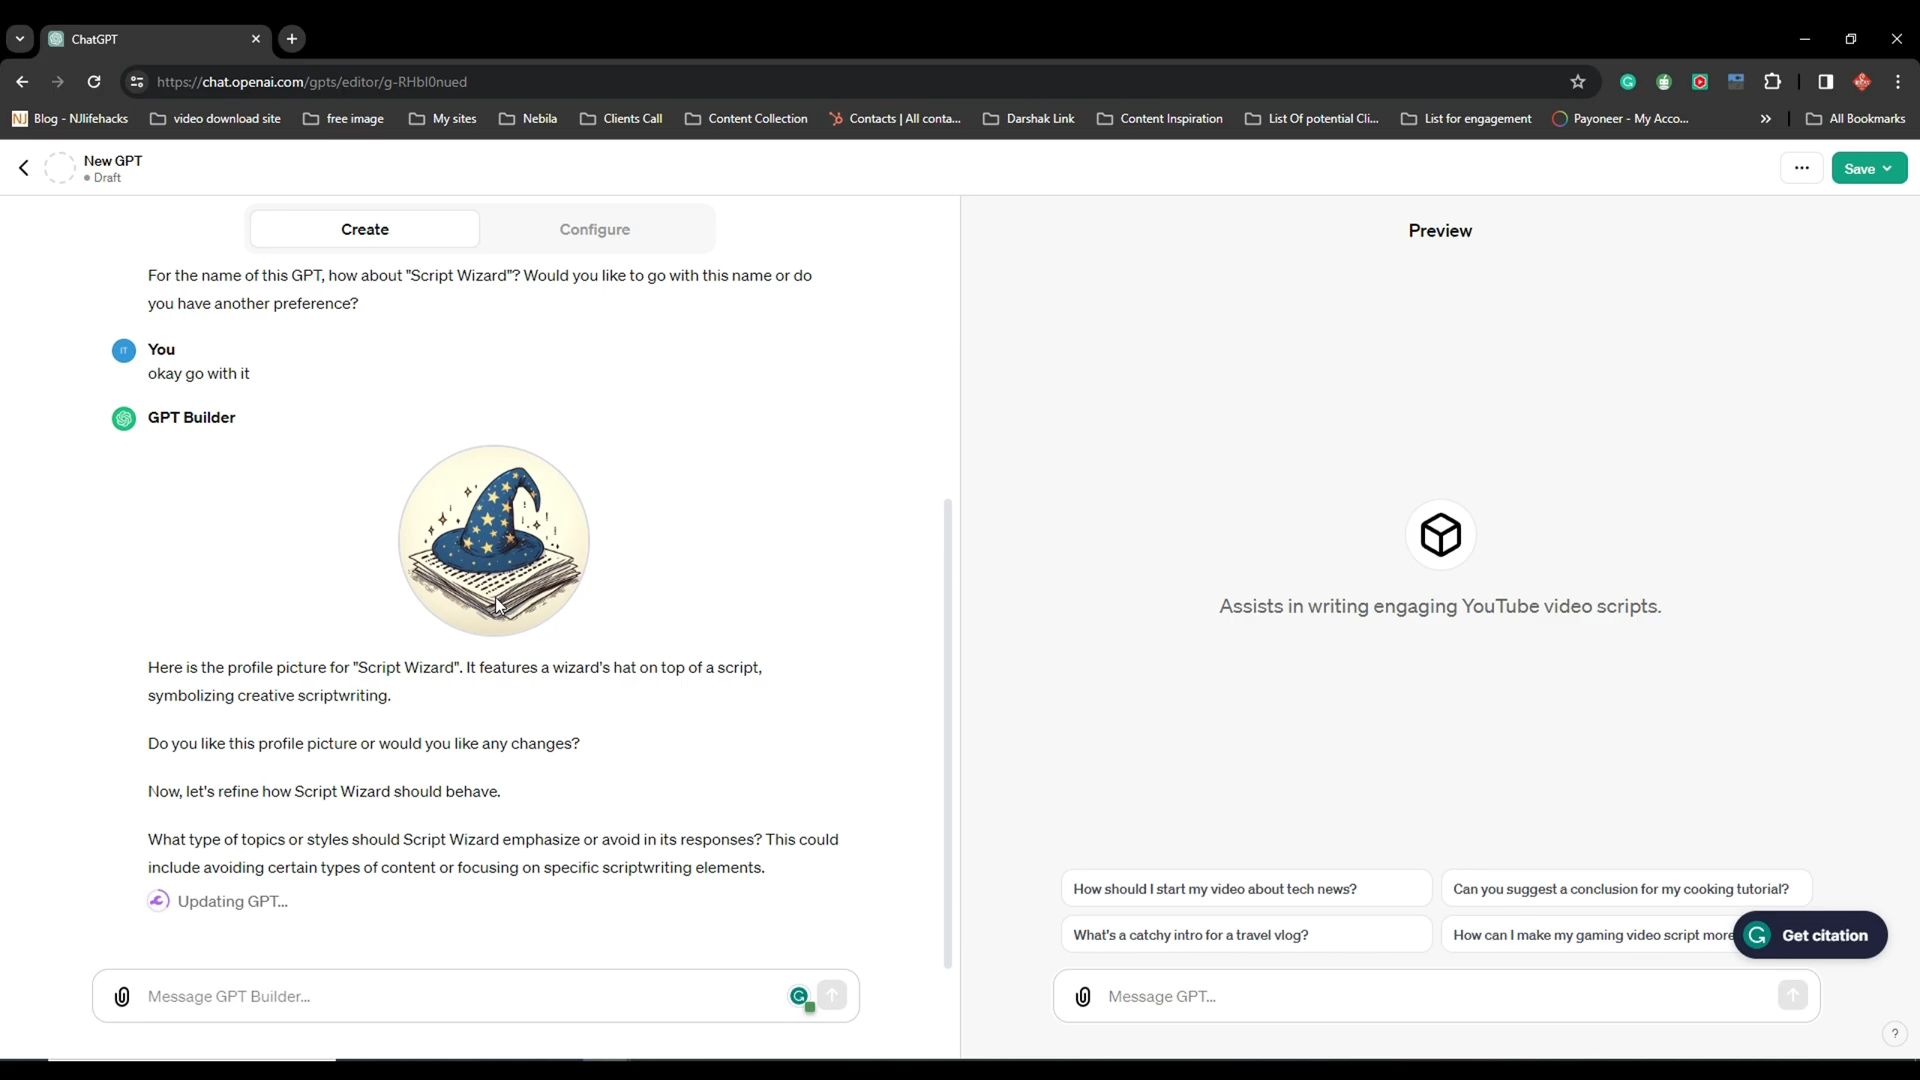 ChatGPT
https://chat.openai.com/gpts/editor/g-RHbl0nued
NJ Blog - NJlifehacks
video download site
free image
My sites
Nebila
Clients Call
Content Collection
Contacts | All conta...
Darshak Link
Content Inspiration
List Of potential Cli...
List for engagement
Payoneer - My Acco...
»
All Bookmarks
New GPT
Draft
Save
Create
Configure
Preview
For the name of this GPT, how about "Script Wizard"? Would you like to go with this name or do
you have another preference?
IT
You
okay go with it
GPT Builder
Here is the profile picture for "Script Wizard". It features a wizard's hat on top of a script,
symbolizing creative scriptwriting.
Do you like this profile picture or would you like any changes?
Now, let's refine how Script Wizard should behave.
What type of topics or styles should Script Wizard emphasize or avoid in its responses? This could
include avoiding certain types of content or focusing on specific scriptwriting elements.
Updating GPT...
Message GPT Builder...
Assists in writing engaging YouTube video scripts.
How should I start my video about tech news?
Can you suggest a conclusion for my cooking tutorial?
What's a catchy intro for a travel vlog?
How can I make my gaming video script more
Get citation
Message GPT...
?